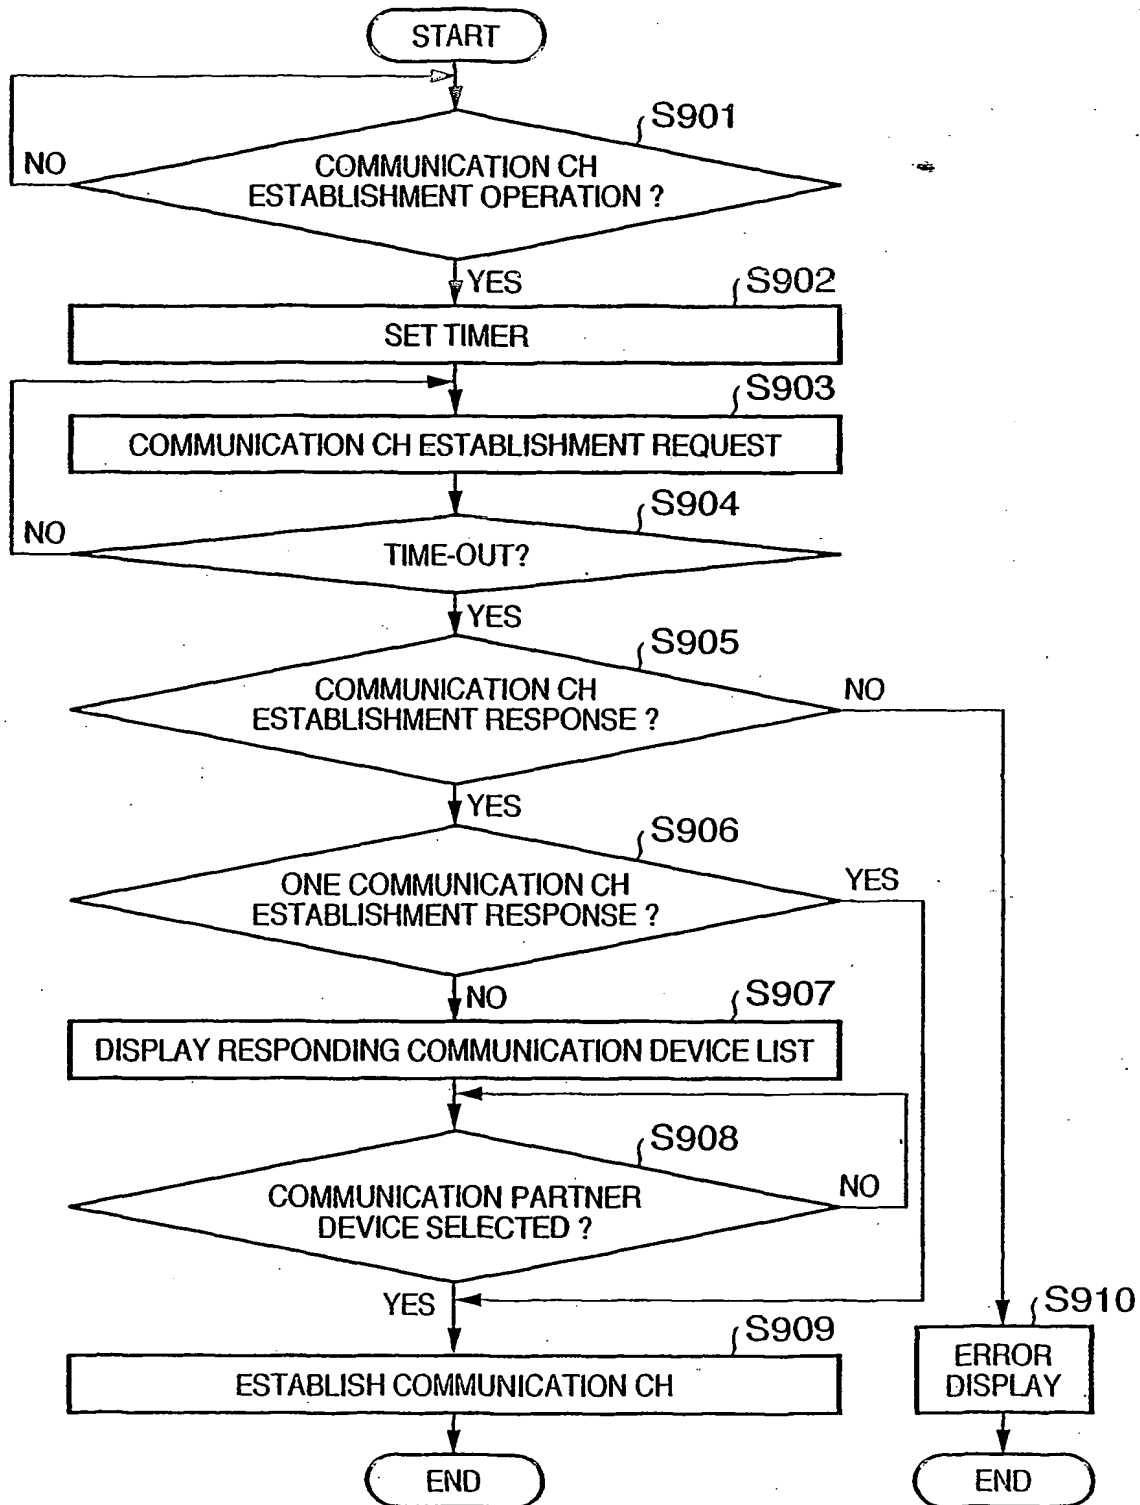 START
S901
NO
COMMUNICATION CH
ESTABLISHMENT OPERATION ?
YES
S902
SET TIMER
S903
COMMUNICATION CH ESTABLISHMENT REQUEST
S904
NO
TIME-OUT?
YES
S905
COMMUNICATION CH
ESTABLISHMENT RESPONSE ?
NO
YES
S906
ONE COMMUNICATION CH
ESTABLISHMENT RESPONSE ?
YES
NO
S907
DISPLAY RESPONDING COMMUNICATION DEVICE LIST
S908
COMMUNICATION PARTNER
DEVICE SELECTED ?
NO
YES
S909
ESTABLISH COMMUNICATION CH
S910
ERROR
DISPLAY
END
END